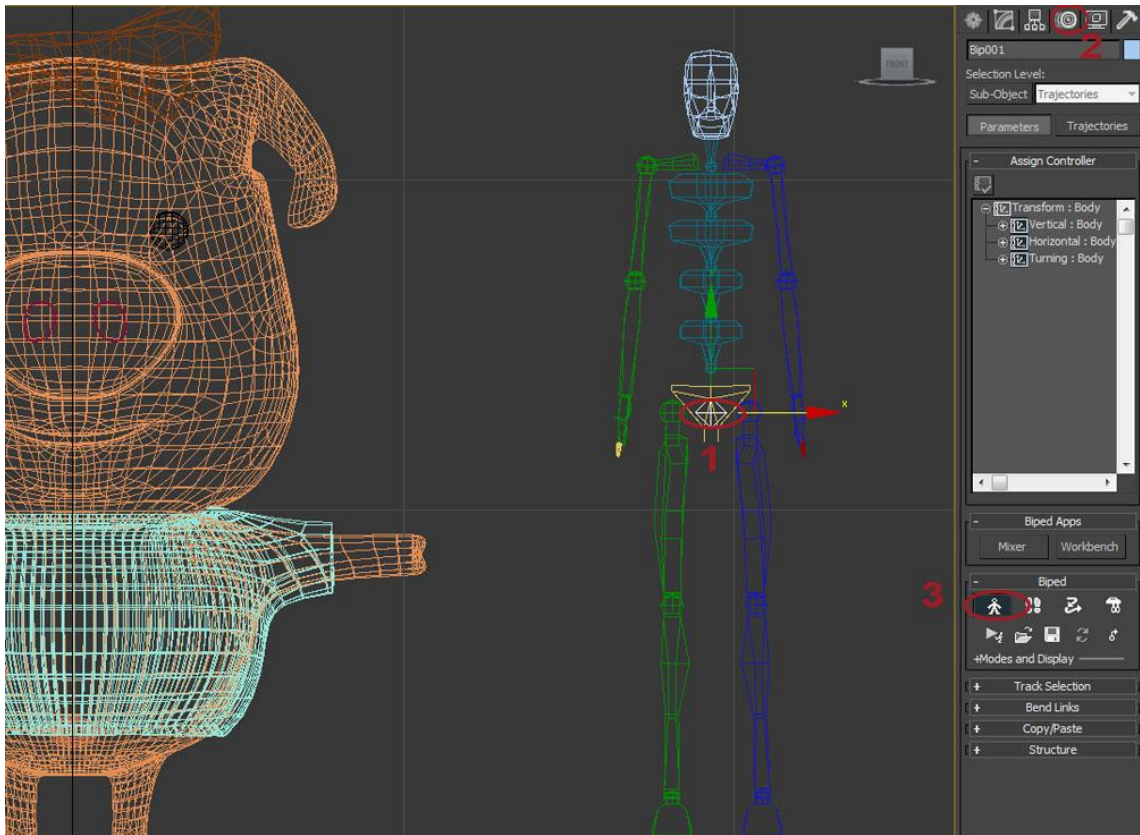 2
Bip001
FRONT
Selection Level:
Sub-Object Trajectories
Parameters Trajectories
- Assign Controller
Transform : Body
Vertical : Body
Horizontal : Body
Turning : Body
x
1
- Biped Apps
Mixer Workbench
- Biped
3
+Modes and Display
+ Track Selection
+ Bend Links
+ Copy/Paste
+ Structure